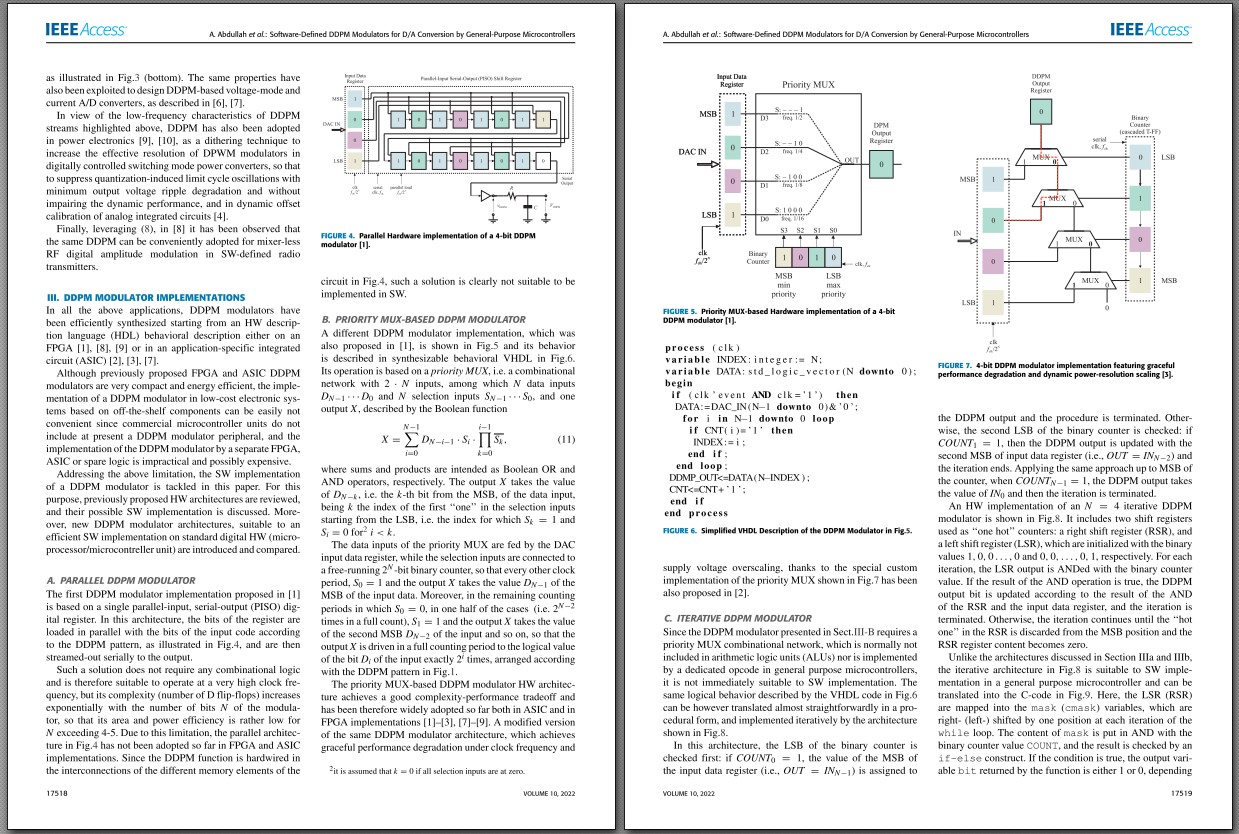 IEEE Access
A. Abdullah et al.: Software-Defined DDPM Modulators for D/A Conversion by General-Purpose Microcontrollers
as illustrated in Fig.3 (bottom). The same properties have
also been exploited to design DDPM-based voltage-mode and
current A/D converters, as described in [6], [7].
In view of the low-frequency characteristics of DDPM
streams highlighted above, DDPM has also been adopted
in power electronics [9], [10], as a dithering technique to
increase the effective resolution of DPWM modulators in
digitally controlled switching mode power converters, so that
to suppress quantization-induced limit cycle oscillations with
minimum output voltage ripple degradation and without
impairing the dynamic performance, and in dynamic offset
calibration of analog integrated circuits [4].
Finally, leveraging (8), in [8] it has been observed that
the same DDPM can be conveniently adopted for mixer-less
RF digital amplitude modulation in SW-defined radio
transmitters.
III. DDPM MODULATOR IMPLEMENTATIONS
In all the above applications, DDPM modulators have
been efficiently synthesized starting from an HW descrip-
tion language (HDL) behavioral description either on an
FPGA [1], [8], [9] or in an application-specific integrated
circuit (ASIC) [2], [3], [7].
Although previously proposed FPGA and ASIC DDPM
modulators are very compact and energy efficient, the imple-
mentation of a DDPM modulator in low-cost electronic sys-
tems based on off-the-shelf components can be easily not
convenient since commercial microcontroller units do not
include at present a DDPM modulator peripheral, and the
implementation of the DDPM modulator by a separate FPGA,
ASIC or spare logic is impractical and possibly expensive.
Addressing the above limitation, the SW implementation
of a DDPM modulator is tackled in this paper. For this
purpose, previously proposed HW architectures are reviewed,
and their possible SW implementation is discussed. More-
over, new DDPM modulator architectures, suitable to an
efficient SW implementation on standard digital HW (micro-
processor/microcontroller unit) are introduced and compared.
A. PARALLEL DDPM MODULATOR
The first DDPM modulator implementation proposed in [1]
is based on a single parallel-input, serial-output (PISO) dig-
ital register. In this architecture, the bits of the register are
loaded in parallel with the bits of the input code according
to the DDPM pattern, as illustrated in Fig.4, and are then
streamed-out serially to the output.
Such a solution does not require any combinational logic
and is therefore suitable to operate at a very high clock fre-
quency, but its complexity (number of D flip-flops) increases
exponentially with the number of bits N of the modula-
tor, so that its area and power efficiency is rather low for
N exceeding 4-5. Due to this limitation, the parallel architec-
ture in Fig.4 has not been adopted so far in FPGA and ASIC
implementations. Since the DDPM function is hardwired in
the interconnections of the different memory elements of the
Input Data
Register
Parallel-Input Serial-Output (PISO) Shift Register
MSB 1
DAC IN 0
0
LSB 1
1 0 1 0 1 0 1 1
1 0 1 0 1 0 1 0
Serial
Output
FIGURE 4. Parallel Hardware implementation of a 4-bit DDPM
modulator [1].
circuit in Fig.4, such a solution is clearly not suitable to be
implemented in SW.
B. PRIORITY MUX-BASED DDPM MODULATOR
A different DDPM modulator implementation, which was
also proposed in [1], is shown in Fig.5 and its behavior
is described in synthesizable behavioral VHDL in Fig.6.
Its operation is based on a priority MUX, i.e. a combinational
network with 2 · N inputs, among which N data inputs
D_{N−1} · · · D_0 and N selection inputs S_{N−1} · · · S_0, and one
output X, described by the Boolean function
X = \sum_{i=0}^{N−1} D_{N−i−1} · S_i · \prod_{k=0}^{i−1} \overline{S_k}, (11)
where sums and products are intended as Boolean OR and
AND operators, respectively. The output X takes the value
of D_{N−k}, i.e. the k-th bit from the MSB, of the data input,
being k the index of the first “one” in the selection inputs
starting from the LSB, i.e. the index for which S_k = 1 and
S_i = 0 for² i < k.
The data inputs of the priority MUX are fed by the DAC
input data register, while the selection inputs are connected to
a free-running 2^N-bit binary counter, so that every other clock
period, S_0 = 1 and the output X takes the value D_{N−1} of the
MSB of the input data. Moreover, in the remaining counting
periods in which S_0 = 0, in one half of the cases (i.e. 2^{N−2}
times in a full count), S_1 = 1 and the output X takes the value
of the second MSB D_{N−2} of the input and so on, so that the
output X is driven in a full counting period to the logical value
of the bit D_i of the input exactly 2^i times, arranged according
with the DDPM pattern in Fig.1.
The priority MUX-based DDPM modulator HW architec-
ture achieves a good complexity-performance tradeoff and
has been therefore widely adopted so far both in ASIC and in
FPGA implementations [1]–[3], [7]–[9]. A modified version
of the same DDPM modulator architecture, which achieves
graceful performance degradation under clock frequency and
²it is assumed that k = 0 if all selection inputs are at zero.
17518
VOLUME 10, 2022
IEEE Access
A. Abdullah et al.: Software-Defined DDPM Modulators for D/A Conversion by General-Purpose Microcontrollers
Input Data
Register
Priority MUX
MSB 1 D3 S: - - - 1 freq. 1/2
DAC IN 0 D2 S: - - 1 0 freq. 1/4
0 D1 S: - 1 0 0 freq. 1/8
LSB 1 D0 S: 1 0 0 0 freq. 1/16
OUT
DPM
Output
Register
0
S3 S2 S1 S0
Binary
Counter
1 0 1 0
MSB
min
priority
LSB
max
priority
FIGURE 5. Priority MUX-based Hardware implementation of a 4-bit
DDPM modulator [1].
process (clk)
variable INDEX: integer:= N;
variable DATA: std_logic_vector(N downto 0);
begin
if (clk'event AND clk='1') then
DATA:=DAC_IN(N−1 downto 0)&'0';
for i in N−1 downto 0 loop
if CNT(i)='1' then
INDEX:=i;
end if;
end loop;
DDMP_OUT<=DATA(N−INDEX);
CNT<=CNT+'1';
end if
end process
FIGURE 6. Simplified VHDL Description of the DDPM Modulator in Fig.5.
supply voltage overscaling, thanks to the special custom
implementation of the priority MUX shown in Fig.7 has been
also proposed in [2].
C. ITERATIVE DDPM MODULATOR
Since the DDPM modulator presented in Sect.III-B requires a
priority MUX combinational network, which is normally not
included in arithmetic logic units (ALUs) nor is implemented
by a dedicated opcode in general purpose microcontrollers,
it is not immediately suitable to SW implementation. The
same logical behavior described by the VHDL code in Fig.6
can be however translated almost straightforwardly in a pro-
cedural form, and implemented iteratively by the architecture
shown in Fig.8.
In this architecture, the LSB of the binary counter is
checked first: if COUNT_0 = 1, the value of the MSB of
the input data register (i.e., OUT = IN_{N−1}) is assigned to
DDPM
Output
Register
0
Binary
Counter
(cascaded T-FF)
MSB 1
0
IN
0
LSB 1
MUX
MUX
MUX
MUX
0 LSB
1
0
1 MSB
FIGURE 7. 4-bit DDPM modulator implementation featuring graceful
performance degradation and dynamic power-resolution scaling [3].
the DDPM output and the procedure is terminated. Other-
wise, the second LSB of the binary counter is checked: if
COUNT_1 = 1, then the DDPM output is updated with the
second MSB of input data register (i.e., OUT = IN_{N−2}) and
the iteration ends. Applying the same approach up to MSB of
the counter, when COUNT_{N−1} = 1, the DDPM output takes
the value of IN_0 and then the iteration is terminated.
An HW implementation of an N = 4 iterative DDPM
modulator is shown in Fig.8. It includes two shift registers
used as “one hot” counters: a right shift register (RSR), and
a left shift register (LSR), which are initialized with the binary
values 1, 0, 0 . . . , 0 and 0, 0, . . . , 0, 1, respectively. For each
iteration, the LSR output is ANDed with the binary counter
value. If the result of the AND operation is true, the DDPM
output bit is updated according to the result of the AND
of the RSR and the input data register, and the iteration is
terminated. Otherwise, the iteration continues until the “hot
one” in the RSR is discarded from the MSB position and the
RSR register content becomes zero.
Unlike the architectures discussed in Section IIIa and IIIb,
the iterative architecture in Fig.8 is suitable to SW imple-
mentation in a general purpose microcontroller and can be
translated into the C-code in Fig.9. Here, the LSR (RSR)
are mapped into the mask (cmask) variables, which are
right- (left-) shifted by one position at each iteration of the
while loop. The content of mask is put in AND with the
binary counter value COUNT, and the result is checked by an
if-else construct. If the condition is true, the output vari-
able bit returned by the function is either 1 or 0, depending
VOLUME 10, 2022
17519